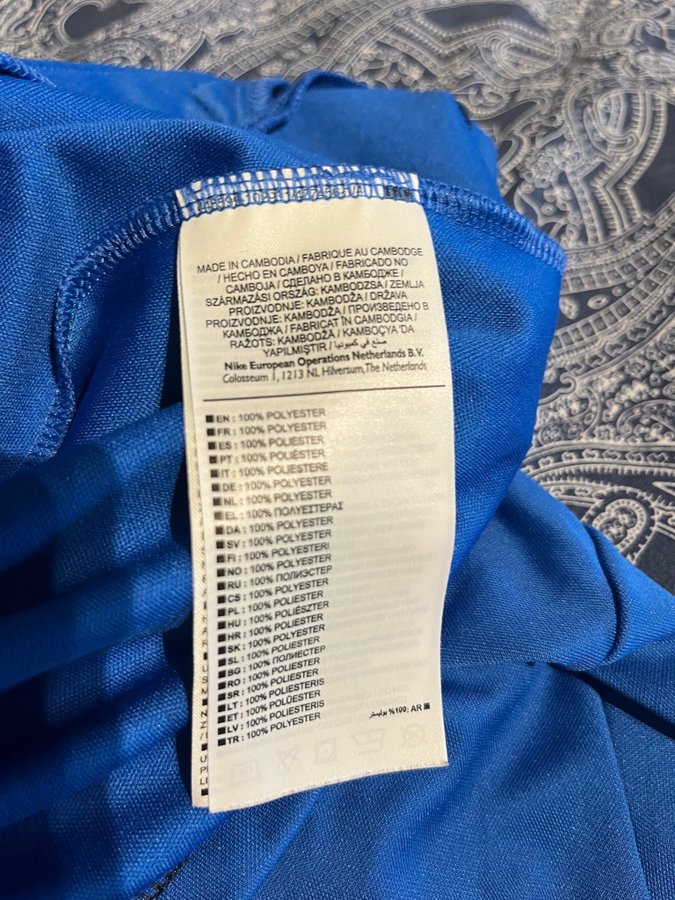 MADE IN CAMBODIA / FABRIQUE AU CAMBODGE
/ HECHO EN CAMBOYA / FABRICADO NO
CAMBOJA / СДЕЛАНО В КАМБОДЖЕ /
SZÁRMAZÁSI ORSZÁG: KAMBODZSA / ZEMLJA
PROIZVODNJE: KAMBODŽA / DRŽAVA
PROIZVODNJE: KAMBODŽA / ПРОИЗВЕДЕНО В
КАМБОДЖА / FABRICAT ÎN CAMBODGIA /
RAŽOTS: KAMBODŽĀ / KAMBOÇYA 'DA
YAPILMIŞTIR / صنع في كمبوديا
Nike European Operations Netherlands B.V.
Colosseum 1, 1213 NL Hilversum, The Netherlands
EN : 100% POLYESTER
FR : 100% POLYESTER
ES : 100% POLIESTER
PT : 100% POLIESTER
IT : 100% POLIESTERE
DE : 100% POLYESTER
NL : 100% POLYESTER
EL : 100% ΠΟΛΥΕΣΤΕΡΑΣ
DA : 100% POLYESTER
SV : 100% POLYESTER
FI : 100% POLYESTERI
NO : 100% POLYESTER
RU : 100% ПОЛИЭСТЕР
CS : 100% POLYESTER
PL : 100% POLIESTER
HU : 100% POLIÉSZTER
HR : 100% POLIESTER
SK : 100% POLYESTER
SL : 100% POLIESTER
BG : 100% ПОЛИЕСТЕР
RO : 100% POLIESTER
SR : 100% POLIESTER
LT : 100% POLIESTERIS
ET : 100% POLÜESTER
LV : 100% POLIESTERIS
TR : 100% POLYESTER
AR :100% بوليستر